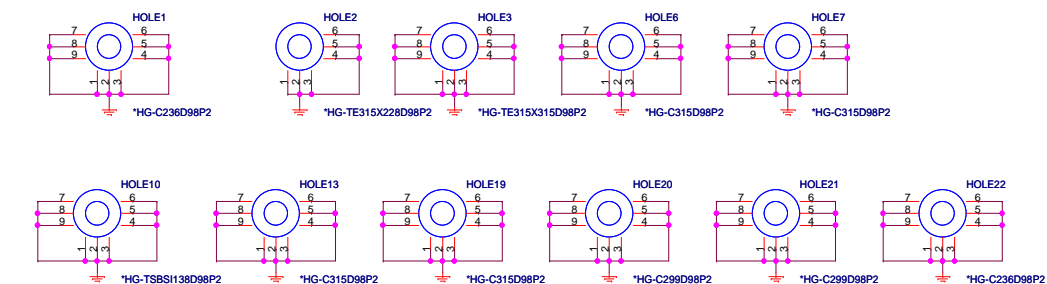 HOLE1 HOLE2 HOLE3 HOLE6 HOLE7
7 6 6 7 6 7 6 7 6
8 5 5 8 5 8 5 8 5
9 4 4 9 4 9 4 9 4
1 2 3 1 2 3 1 2 3 1 2 3 1 2 3
*HG-C236D98P2 *HG-TE315X228D98P2 *HG-TE315X315D98P2 *HG-C315D98P2 *HG-C315D98P2
HOLE10 HOLE13 HOLE19 HOLE20 HOLE21 HOLE22
7 6 7 6 7 6 7 6 7 6 7 6
8 5 8 5 8 5 8 5 8 5 8 5
9 4 9 4 9 4 9 4 9 4 9 4
1 2 3 1 2 3 1 2 3 1 2 3 1 2 3 1 2 3
*HG-TSBSI138D98P2 *HG-C315D98P2 *HG-C315D98P2 *HG-C299D98P2 *HG-C299D98P2 *HG-C236D98P2